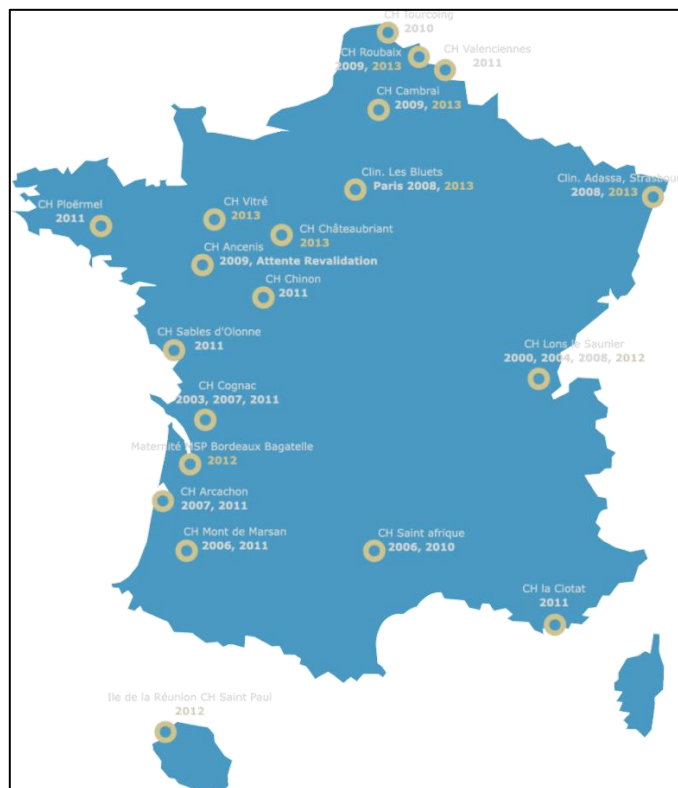 CH Tourcoing
2010
CH Roubaix
2009, 2013
CH Valenciennes
2011
CH Cambrai
2009, 2013
Clin. Les Bluets
Paris 2008, 2013
Clin. Adassa, Strasbour
2008, 2013
CH Ploërmel
2011
CH Vitré
2013
CH Châteaubriant
2013
CH Ancenis
2009, Attente Revalidation
CH Chinon
2011
CH Sables d'Olonne
2011
CH Lons le Saunier
2000, 2004, 2008, 2012
CH Cognac
2003, 2007, 2011
Maternité MSP Bordeaux Bagatelle
2012
CH Arcachon
2007, 2011
CH Mont de Marsan
2006, 2011
CH Saint afrique
2006, 2010
CH la Ciotat
2011
Ile de la Réunion CH Saint Paul
2012